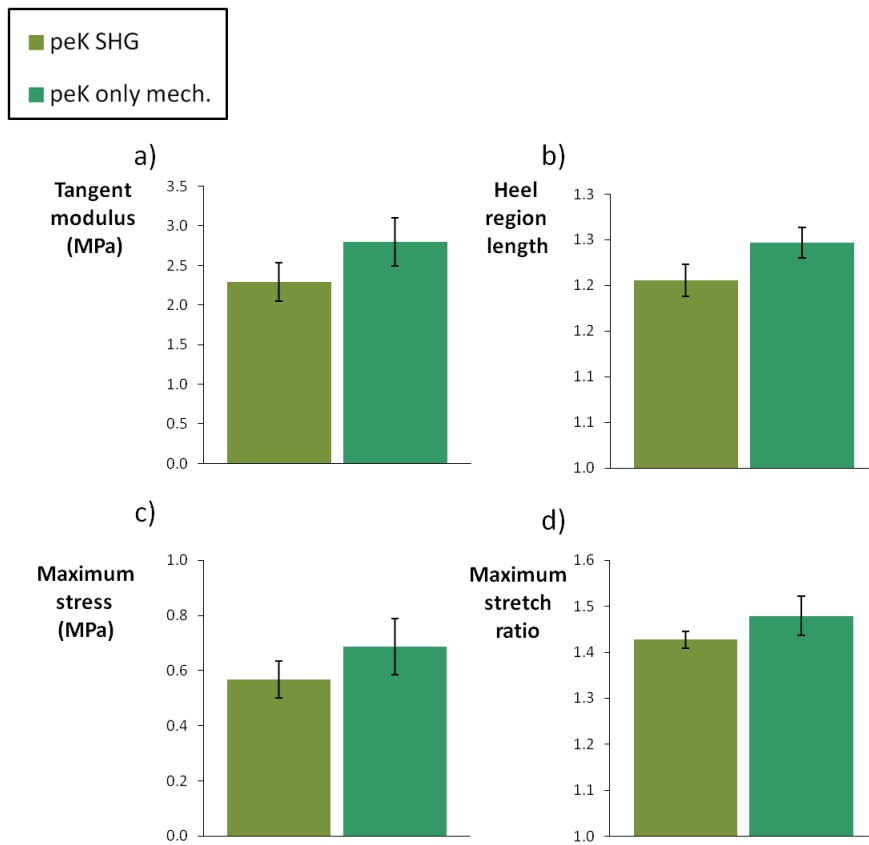 peK SHG
peK only mech.
a)
Tangent
modulus
(MPa)
3.5
3.0
2.5
2.0
1.5
1.0
0.5
0.0
b)
Heel
region
length
1.3
1.3
1.2
1.2
1.1
1.1
1.0
c)
Maximum
stress
(MPa)
1.0
0.8
0.6
0.4
0.2
0.0
d)
Maximum
stretch
ratio
1.6
1.5
1.4
1.3
1.2
1.1
1.0